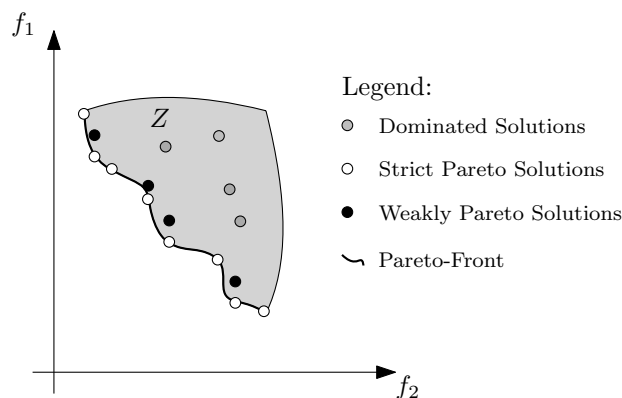 f1
Legend:
Z
Dominated Solutions
Strict Pareto Solutions
Weakly Pareto Solutions
Pareto-Front
f2